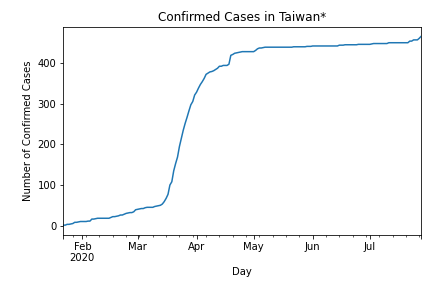 Confirmed Cases in Taiwan*
Number of Confirmed Cases
400
300
200
100
0
Feb Mar Apr May Jun Jul
2020
Day